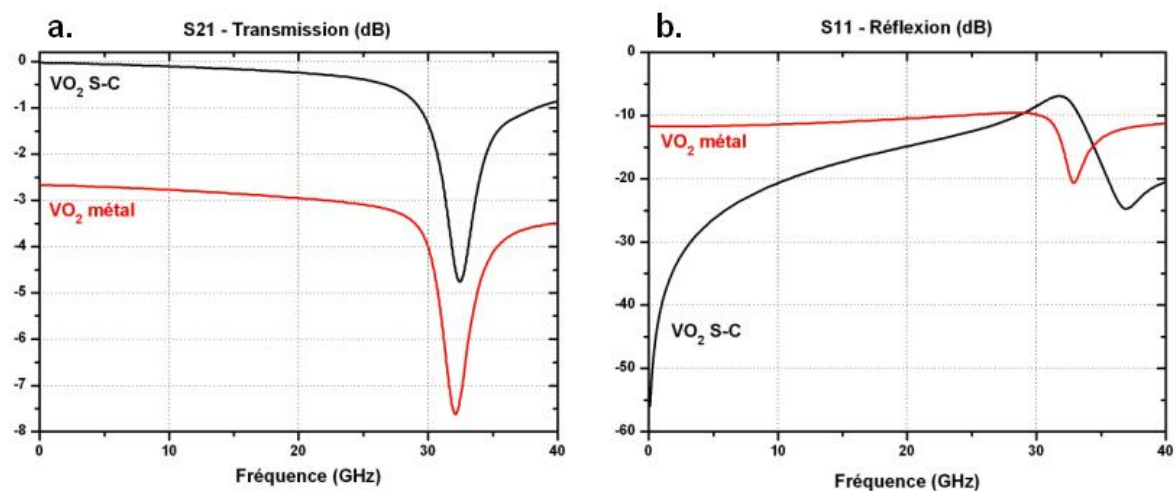 a.
S21 - Transmission (dB)
0
-1
-2
-3
-4
-5
-6
-7
-8
VO₂ S-C
VO₂ métal
0 10 20 30 40
Fréquence (GHz)
b.
S11 - Réflexion (dB)
0
-10
-20
-30
-40
-50
-60
VO₂ métal
VO₂ S-C
0 10 20 30 40
Fréquence (GHz)